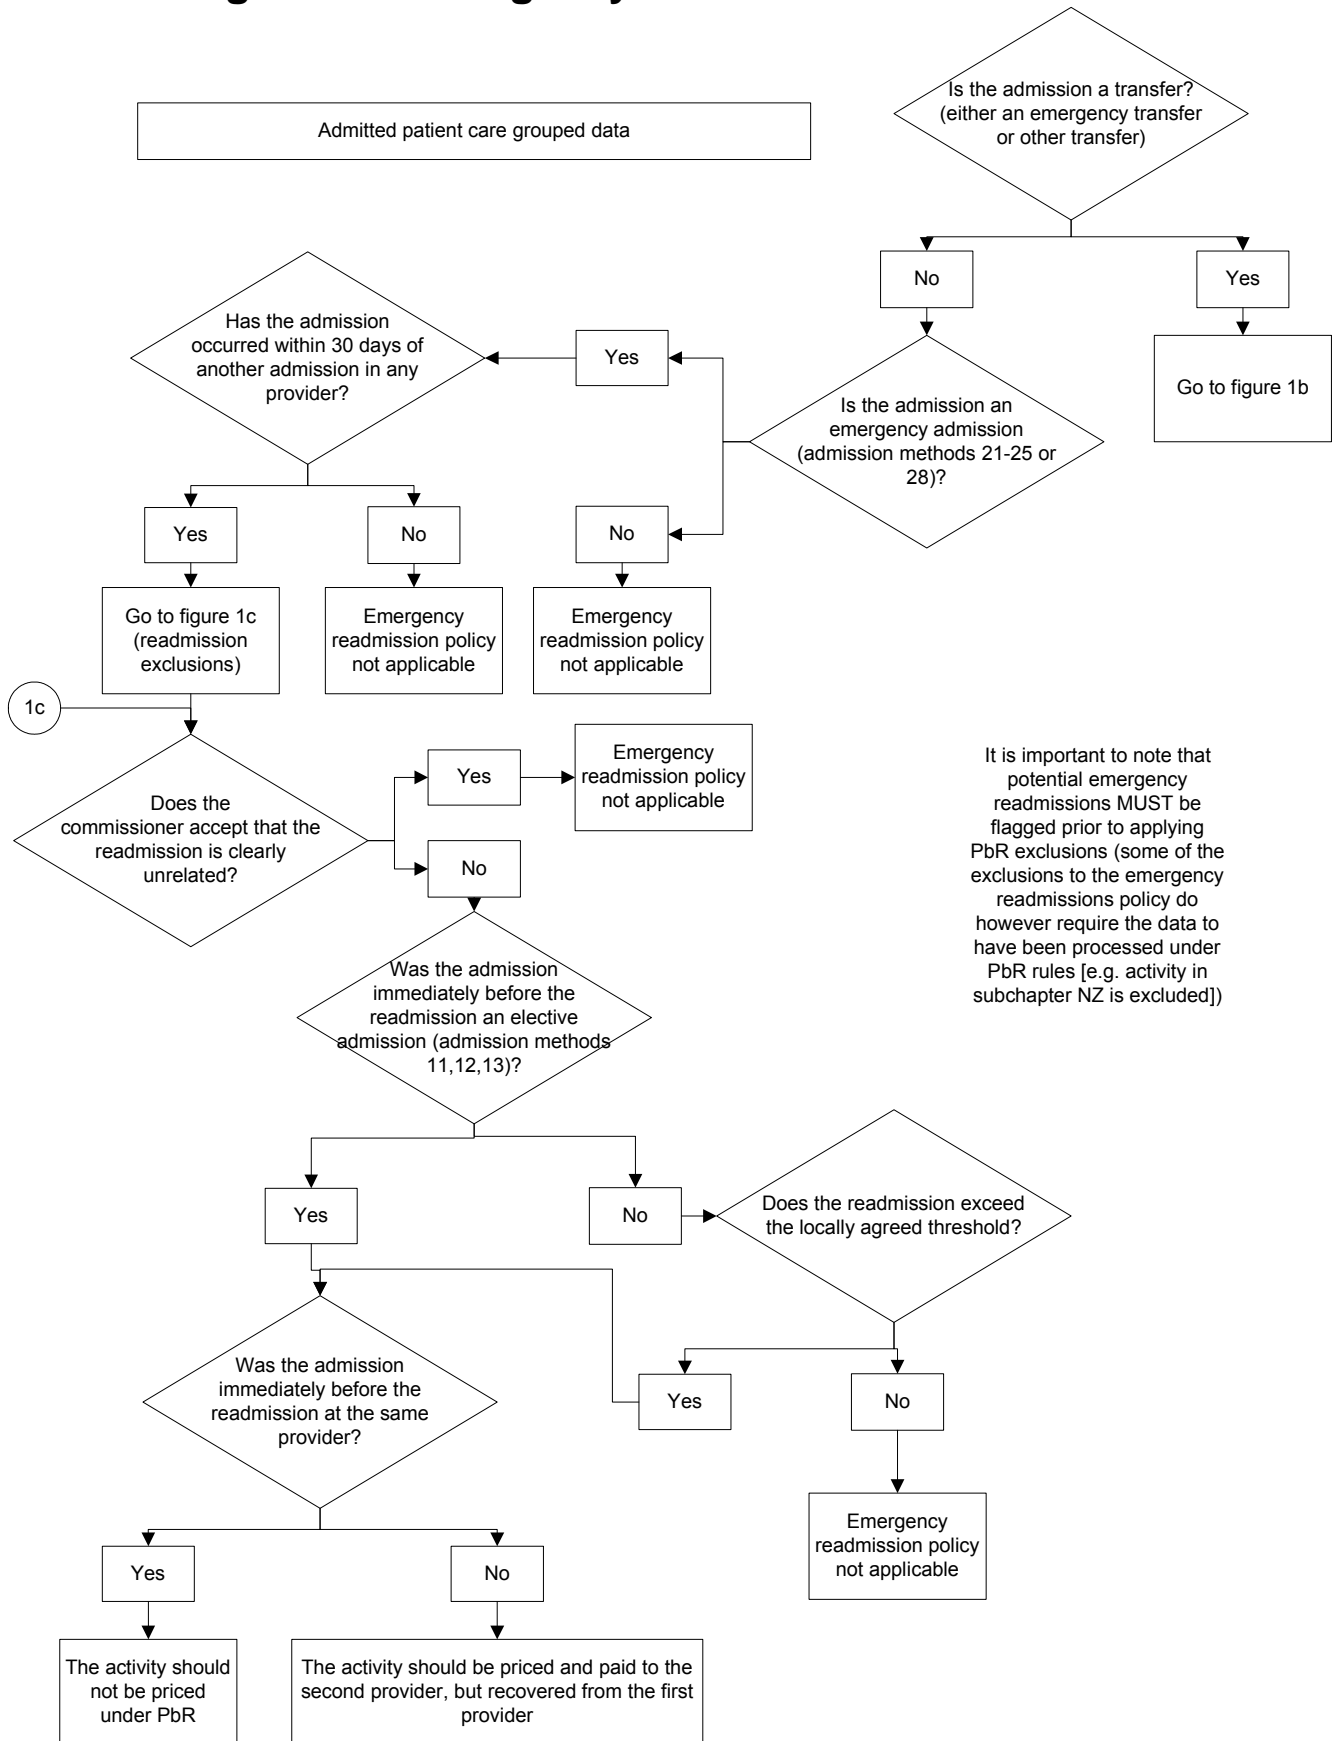 Is the admission a transfer?
(either an emergency transfer
or other transfer)
Admitted patient care grouped data
No
Yes
Go to figure 1b
Is the admission an
emergency admission
(admission methods 21-25 or
28)?
Yes
Has the admission
occurred within 30 days of
another admission in any
provider?
No
Emergency
readmission policy
not applicable
Yes
No
Go to figure 1c
(readmission
exclusions)
Emergency
readmission policy
not applicable
1c
Does the
commissioner accept that the
readmission is clearly
unrelated?
Yes
Emergency
readmission policy
not applicable
No
It is important to note that
potential emergency
readmissions MUST be
flagged prior to applying
PbR exclusions (some of the
exclusions to the emergency
readmissions policy do
however require the data to
have been processed under
PbR rules [e.g. activity in
subchapter NZ is excluded])
Was the admission
immediately before the
readmission an elective
admission (admission methods
11,12,13)?
Yes
No
Does the readmission exceed
the locally agreed threshold?
Yes
No
Emergency
readmission policy
not applicable
Was the admission
immediately before the
readmission at the same
provider?
Yes
No
The activity should
not be priced
under PbR
The activity should be priced and paid to the
second provider, but recovered from the first
provider